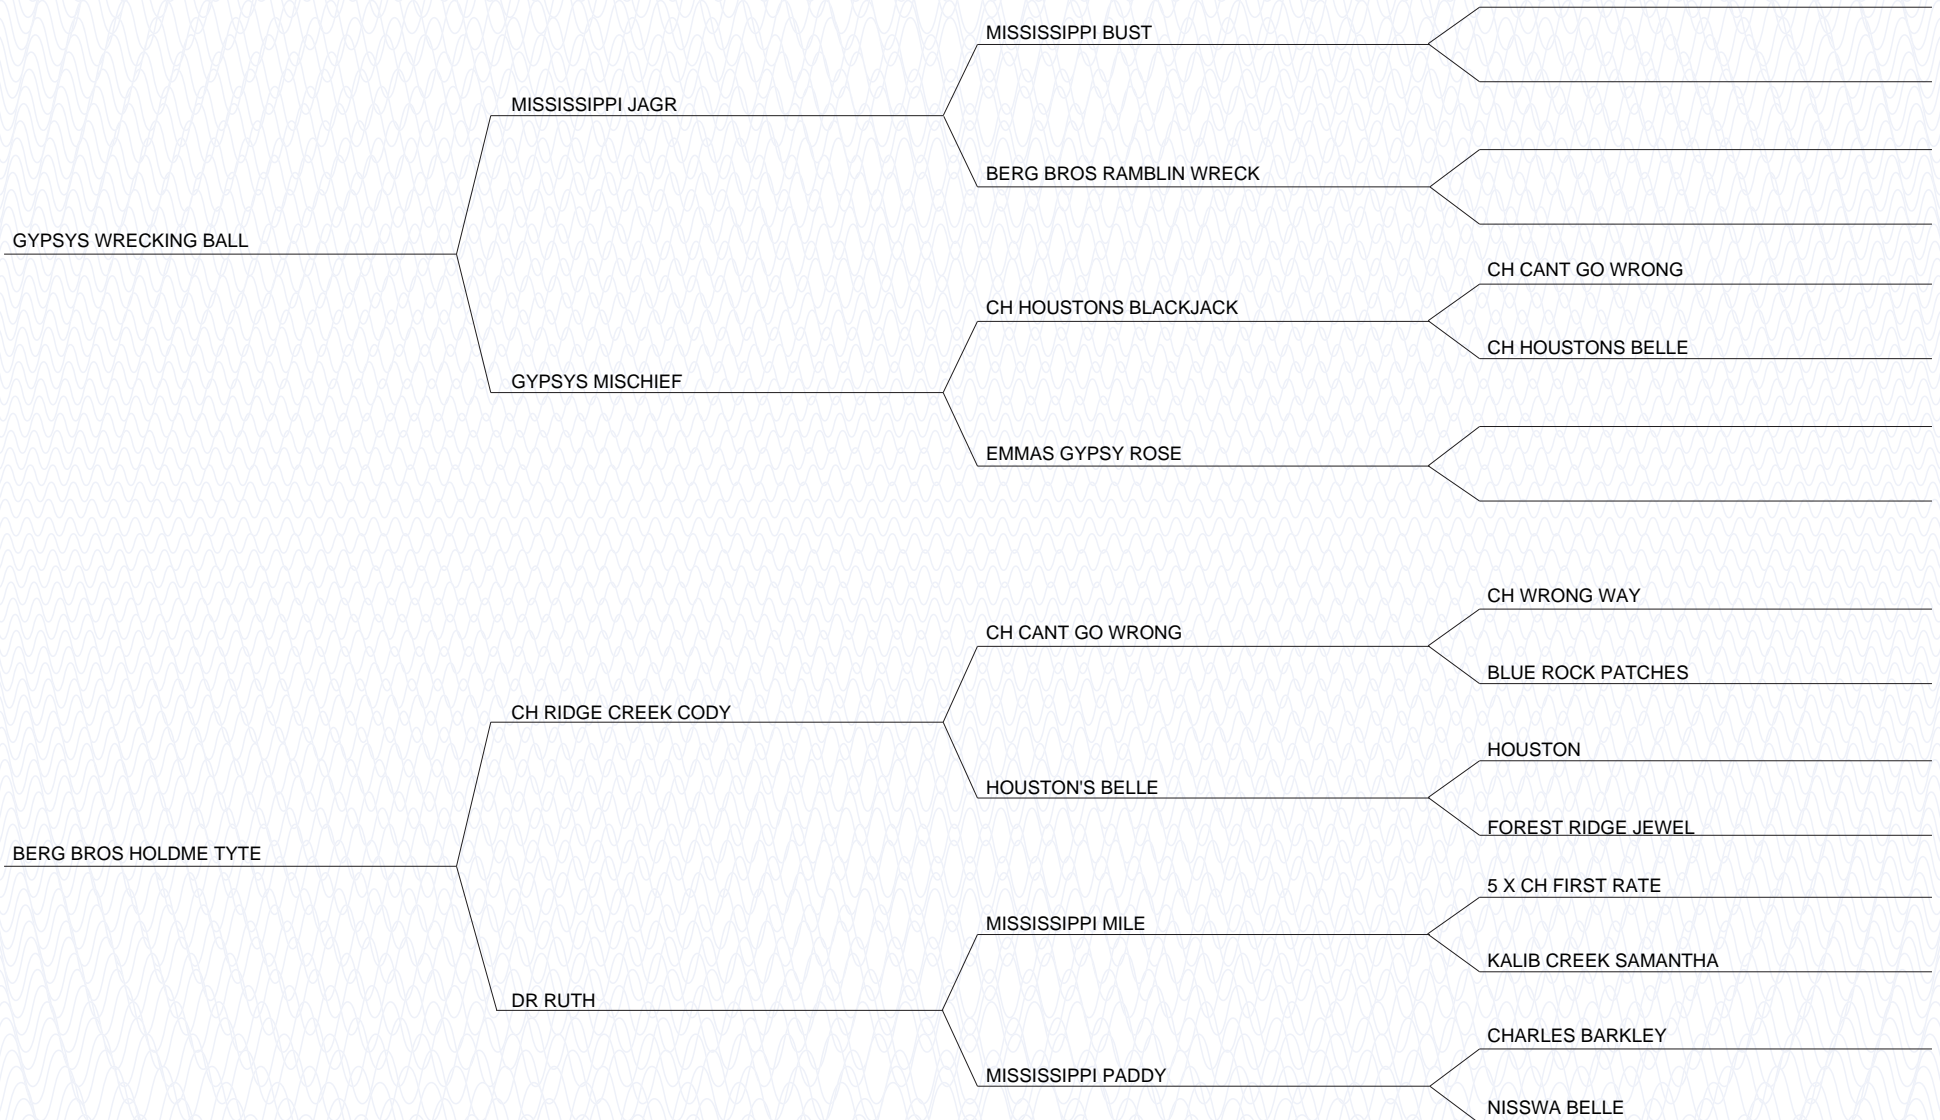 MISSISSIPPI BUST
MISSISSIPPI JAGR
BERG BROS RAMBLIN WRECK
GYPSYS WRECKING BALL
CH CANT GO WRONG
CH HOUSTONS BLACKJACK
CH HOUSTONS BELLE
GYPSYS MISCHIEF
EMMAS GYPSY ROSE
CH WRONG WAY
CH CANT GO WRONG
BLUE ROCK PATCHES
CH RIDGE CREEK CODY
HOUSTON
HOUSTON'S BELLE
FOREST RIDGE JEWEL
BERG BROS HOLDME TYTE
5 X CH FIRST RATE
MISSISSIPPI MILE
KALIB CREEK SAMANTHA
DR RUTH
CHARLES BARKLEY
MISSISSIPPI PADDY
NISSWA BELLE